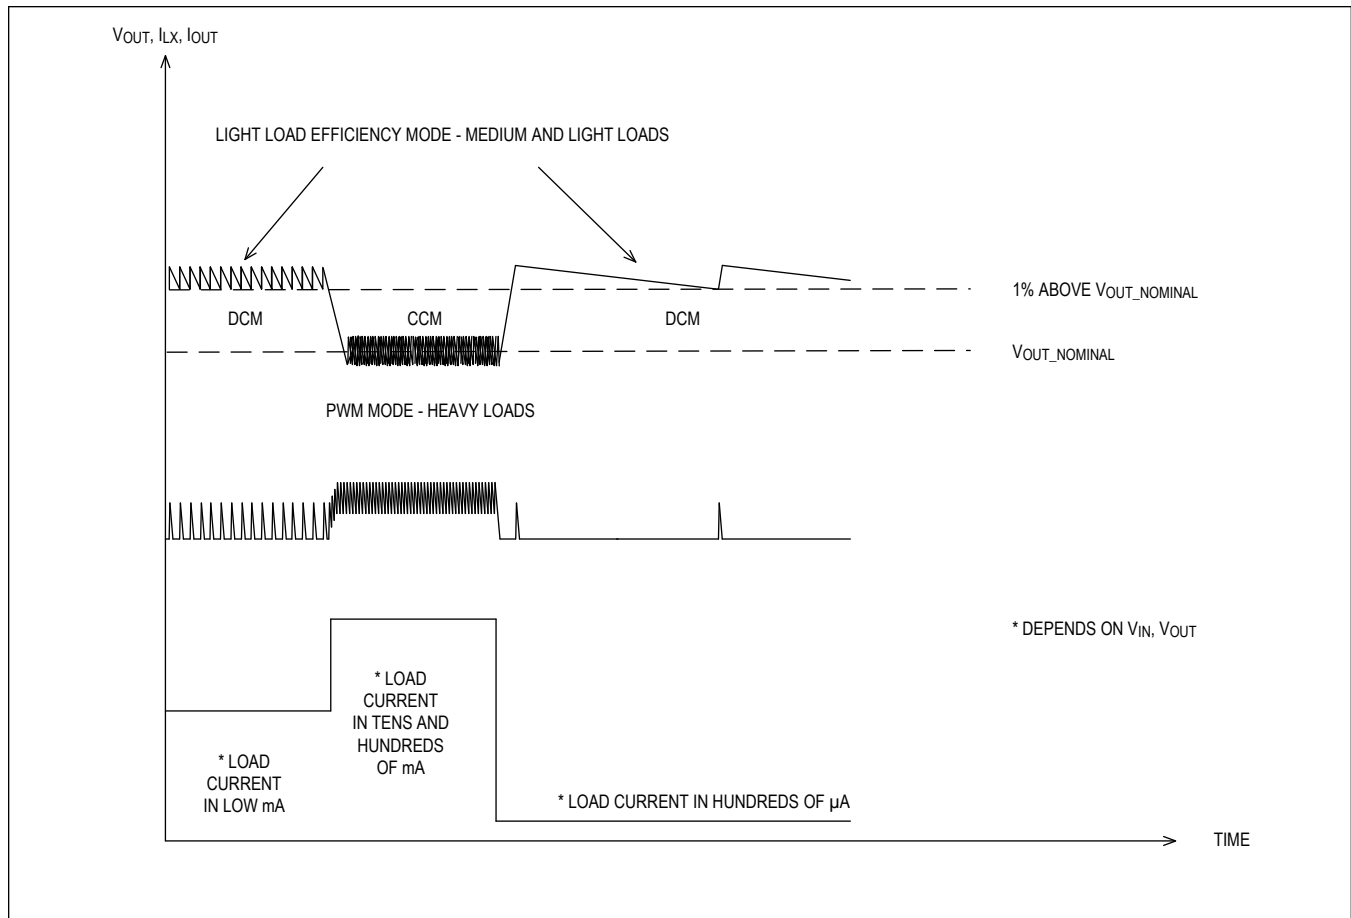 VOUT, ILX, IOUT
LIGHT LOAD EFFICIENCY MODE - MEDIUM AND LIGHT LOADS
1% ABOVE VOUT_NOMINAL
DCM
CCM
DCM
VOUT_NOMINAL
PWM MODE - HEAVY LOADS
* DEPENDS ON VIN, VOUT
* LOAD
CURRENT
IN TENS AND
HUNDREDS
OF mA
* LOAD
CURRENT
IN LOW mA
* LOAD CURRENT IN HUNDREDS OF µA
TIME